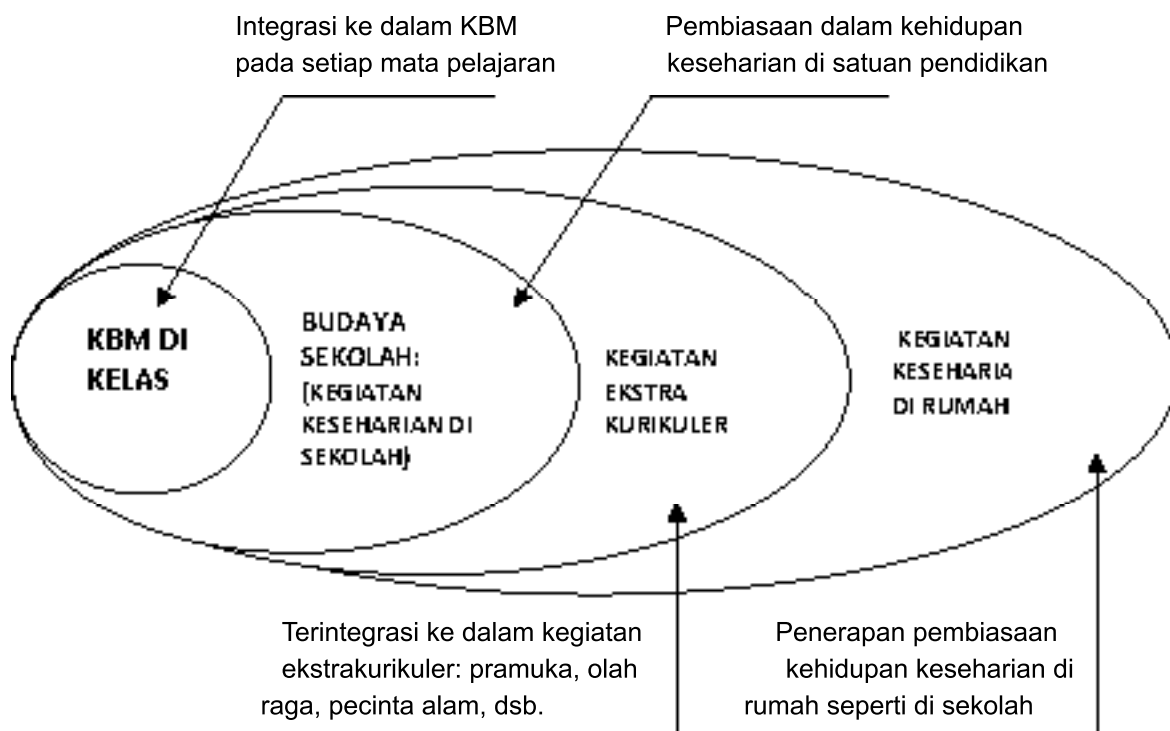 Integrasi ke dalam KBM
pada setiap mata pelajaran
Pembiasaan dalam kehidupan
keseharian di satuan pendidikan
KBM DI
KELAS
BUDAYA
SEKOLAH:
(KEGIATAN
KESEHARIAN DI
SEKOLAH)
KEGIATAN
EKSTRA
KURIKULER
KEGIATAN
KESEHARIA
DI RUMAH
Terintegrasi ke dalam kegiatan
ekstrakurikuler: pramuka, olah
raga, pecinta alam, dsb.
Penerapan pembiasaan
kehidupan keseharian di
rumah seperti di sekolah